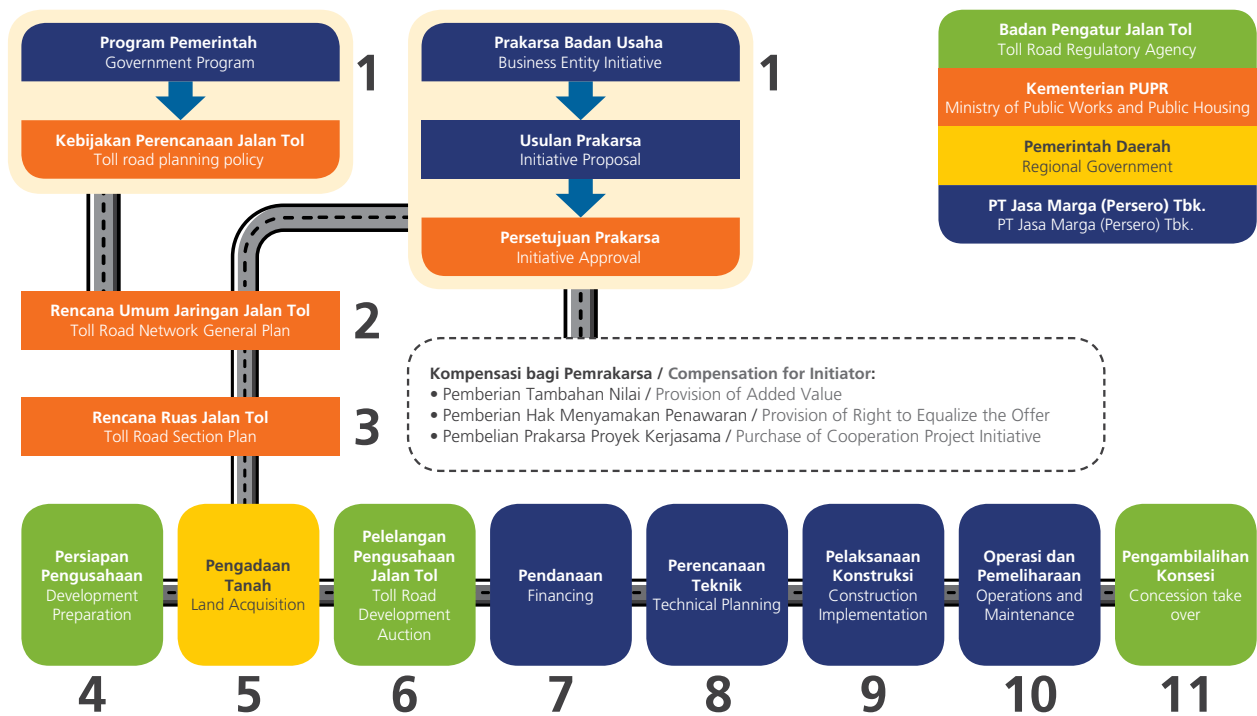 Program Pemerintah
Government Program
1
Kebijakan Perencanaan Jalan Tol
Toll road planning policy
Prakarsa Badan Usaha
Business Entity Initiative
1
Usulan Prakarsa
Initiative Proposal
Persetujuan Prakarsa
Initiative Approval
Badan Pengatur Jalan Tol
Toll Road Regulatory Agency
Kementerian PUPR
Ministry of Public Works and Public Housing
Pemerintah Daerah
Regional Government
PT Jasa Marga (Persero) Tbk.
PT Jasa Marga (Persero) Tbk.
Rencana Umum Jaringan Jalan Tol
Toll Road Network General Plan
2
Rencana Ruas Jalan Tol
Toll Road Section Plan
3
Kompensasi bagi Pemrakarsa / Compensation for Initiator:
• Pemberian Tambahan Nilai / Provision of Added Value
• Pemberian Hak Menyamakan Penawaran / Provision of Right to Equalize the Offer
• Pembelian Prakarsa Proyek Kerjasama / Purchase of Cooperation Project Initiative
Persiapan
Pengusahaan
Development
Preparation
4
Pengadaan
Tanah
Land Acquisition
5
Pelelangan
Pengusahaan
Jalan Tol
Toll Road
Development
Auction
6
Pendanaan
Financing
7
Perencanaan
Teknik
Technical Planning
8
Pelaksanaan
Konstruksi
Construction
Implementation
9
Operasi dan
Pemeliharaan
Operations and
Maintenance
10
Pengambilalihan
Konsesi
Concession take
over
11